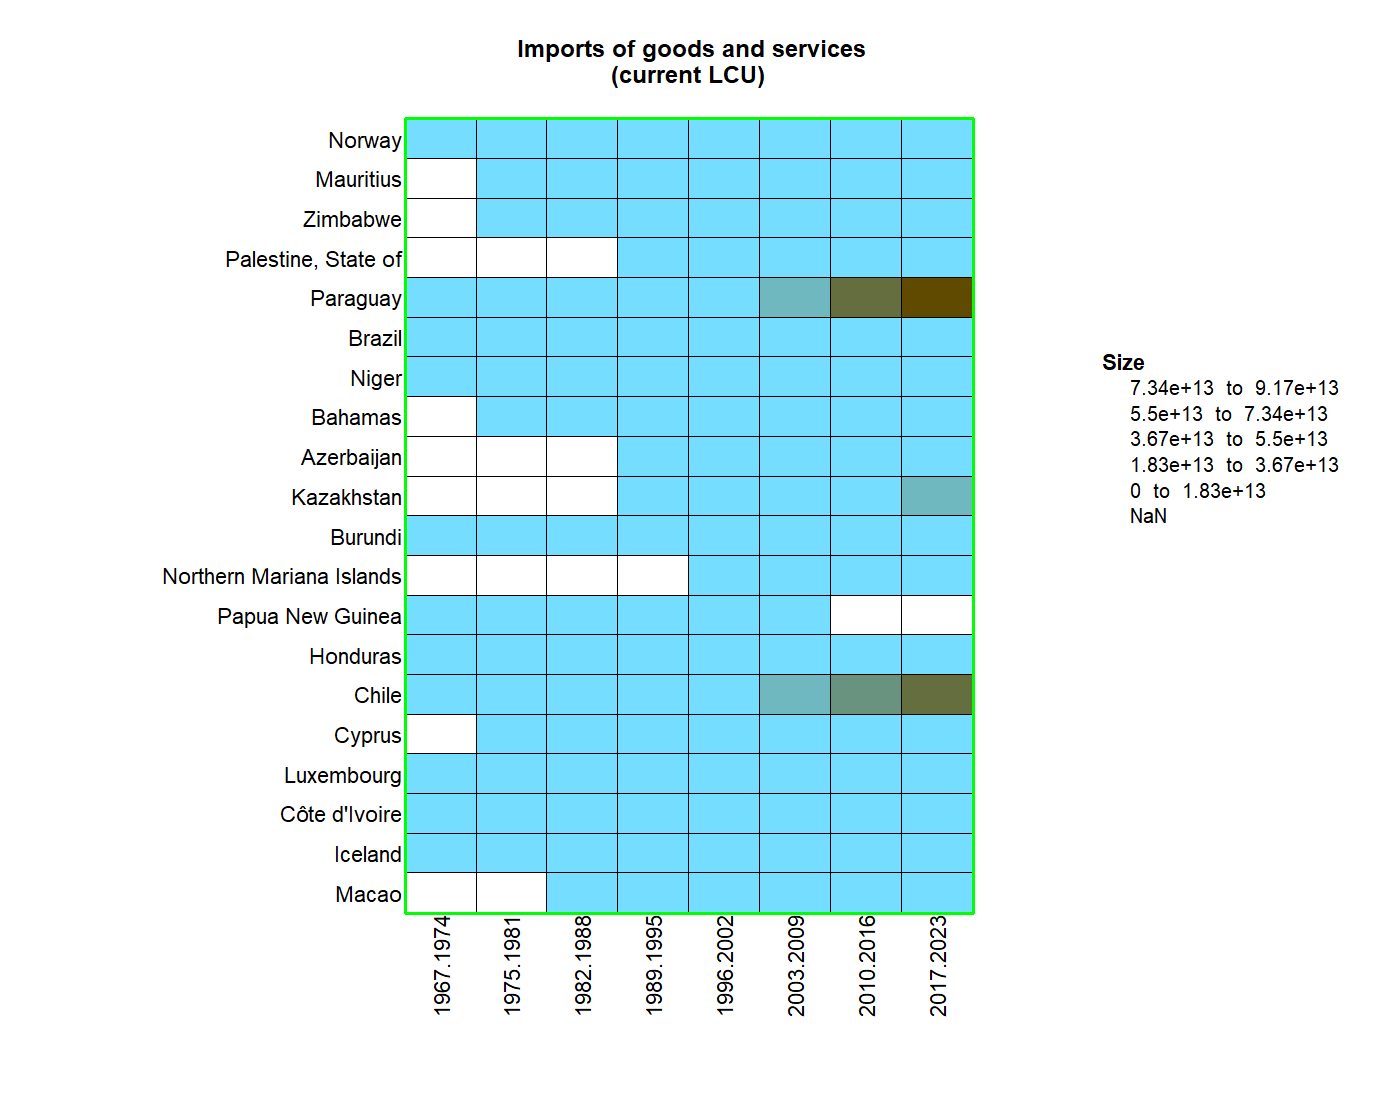 Imports of goods and services
(current LCU)
Norway
Mauritius
Zimbabwe
Palestine, State of
Paraguay
Brazil
Niger
Bahamas
Azerbaijan
Kazakhstan
Burundi
Northern Mariana Islands
Papua New Guinea
Honduras
Chile
Cyprus
Luxembourg
Côte d'Ivoire
Iceland
Macao
1967.1974
1975.1981
1982.1988
1989.1995
1996.2002
2003.2009
2010.2016
2017.2023
Size
7.34e+13 to 9.17e+13
5.5e+13 to 7.34e+13
3.67e+13 to 5.5e+13
1.83e+13 to 3.67e+13
0 to 1.83e+13
NaN